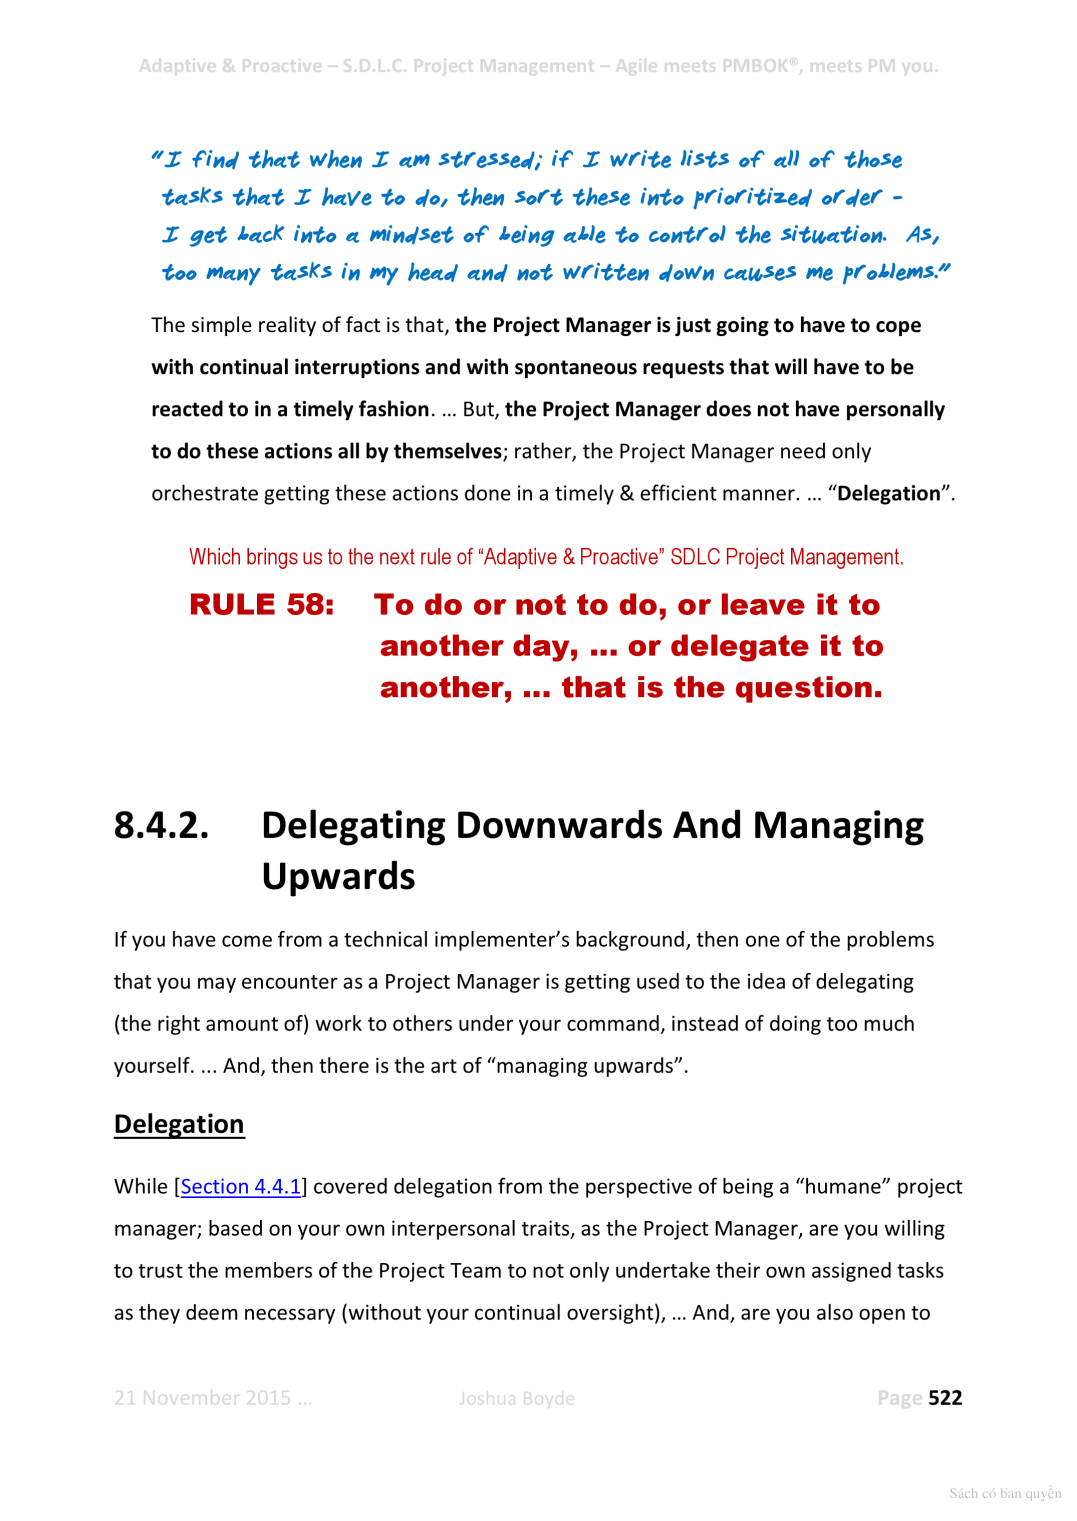 Adaptive & Proactive – S.D.L.C. Project Management – Agile meets PMBOK®, meets PM you.
“I find that when I am stressed; if I write lists of all of those
tasks that I have to do, then sort these into prioritized order –
I get back into a mindset of being able to control the situation. As,
too many tasks in my head and not written down causes me problems.”
The simple reality of fact is that, the Project Manager is just going to have to cope
with continual interruptions and with spontaneous requests that will have to be
reacted to in a timely fashion. … But, the Project Manager does not have personally
to do these actions all by themselves; rather, the Project Manager need only
orchestrate getting these actions done in a timely & efficient manner. … “Delegation”.
Which brings us to the next rule of “Adaptive & Proactive” SDLC Project Management.
RULE 58: To do or not to do, or leave it to
another day, … or delegate it to
another, … that is the question.
8.4.2. Delegating Downwards And Managing
Upwards
If you have come from a technical implementer’s background, then one of the problems
that you may encounter as a Project Manager is getting used to the idea of delegating
(the right amount of) work to others under your command, instead of doing too much
yourself. ... And, then there is the art of “managing upwards”.
Delegation
While [Section 4.4.1] covered delegation from the perspective of being a “humane” project
manager; based on your own interpersonal traits, as the Project Manager, are you willing
to trust the members of the Project Team to not only undertake their own assigned tasks
as they deem necessary (without your continual oversight), … And, are you also open to
21 November 2015 … Joshua Boyde Page 522
Sách có bản quyền